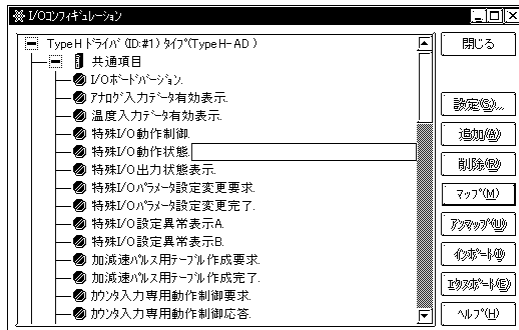 I/Oｺﾝﾌｨｷﾞｭﾚｰｼｮﾝ
TypeH ﾄﾞﾗｲﾊﾞ (ID:#1) ﾀｲﾌﾟ(TypeH-AD )
共通項目
I/Oﾎﾞｰﾄﾞﾊﾞｰｼﾞｮﾝ.
ｱﾅﾛｸﾞ入力ﾃﾞｰﾀ有効表示.
温度入力ﾃﾞｰﾀ有効表示.
特殊I/O動作制御.
特殊I/O動作状態.
特殊I/O出力状態表示.
特殊I/Oﾊﾟﾗﾒｰﾀ設定変更要求.
特殊I/Oﾊﾟﾗﾒｰﾀ設定変更完了.
特殊I/O設定異常表示A.
特殊I/O設定異常表示B.
加減速ﾊﾟﾙｽ用ﾃｰﾌﾞﾙ作成要求.
加減速ﾊﾟﾙｽ用ﾃｰﾌﾞﾙ作成完了.
ｶｳﾝﾀ入力専用動作制御要求.
ｶｳﾝﾀ入力専用動作制御応答.
閉じる
設定(S)...
追加(A)
削除(R)
ﾏｯﾌﾟ(M)
ｱﾝﾏｯﾌﾟ(U)
ｲﾝﾎﾟｰﾄ(I)
ｴｸｽﾎﾟｰﾄ(E)
ﾍﾙﾌﾟ(H)